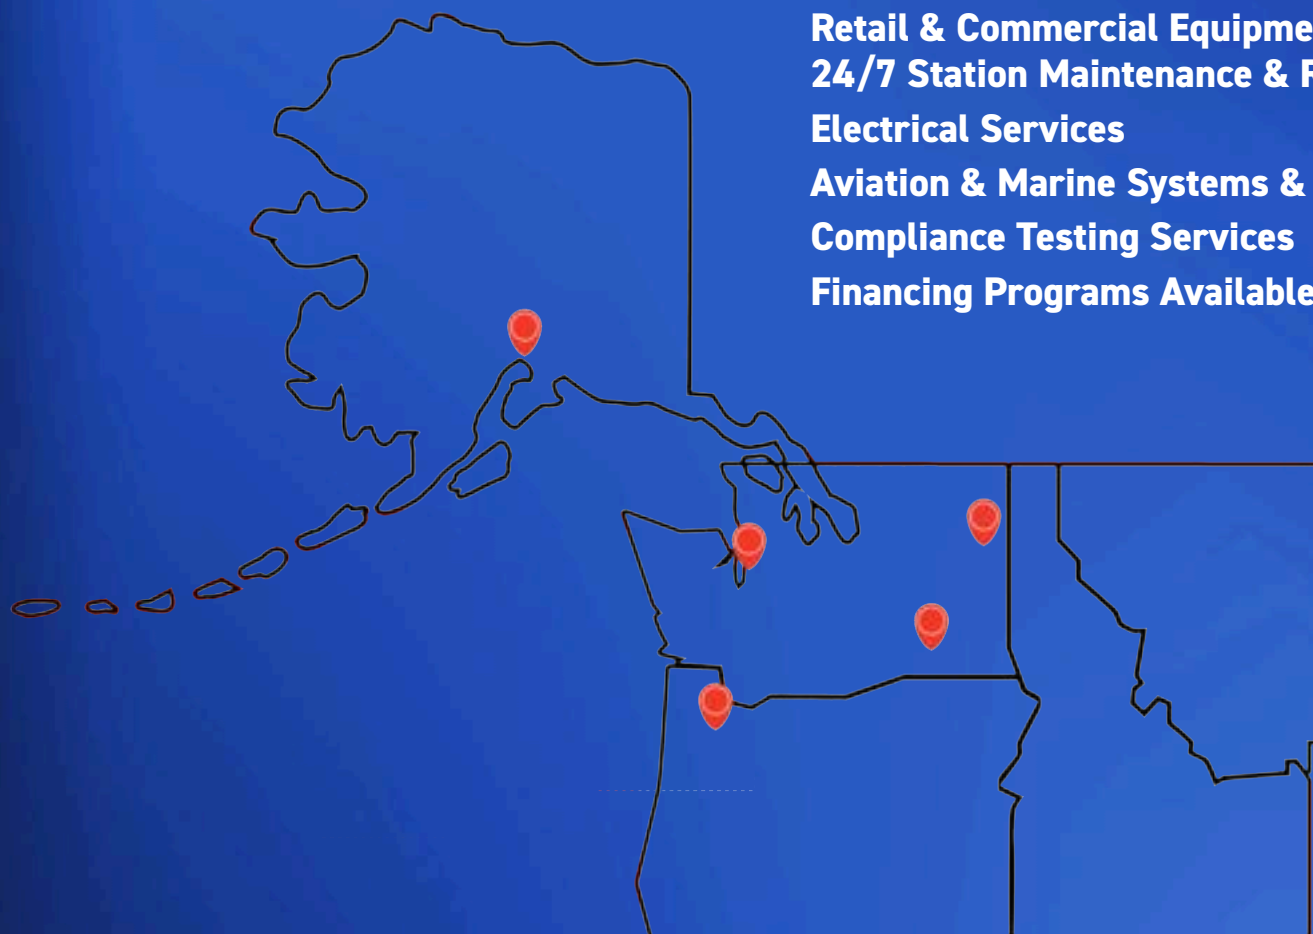 Retail & Commercial Equipme
24/7 Station Maintenance & R
Electrical Services
Aviation & Marine Systems &
Compliance Testing Services
Financing Programs Available